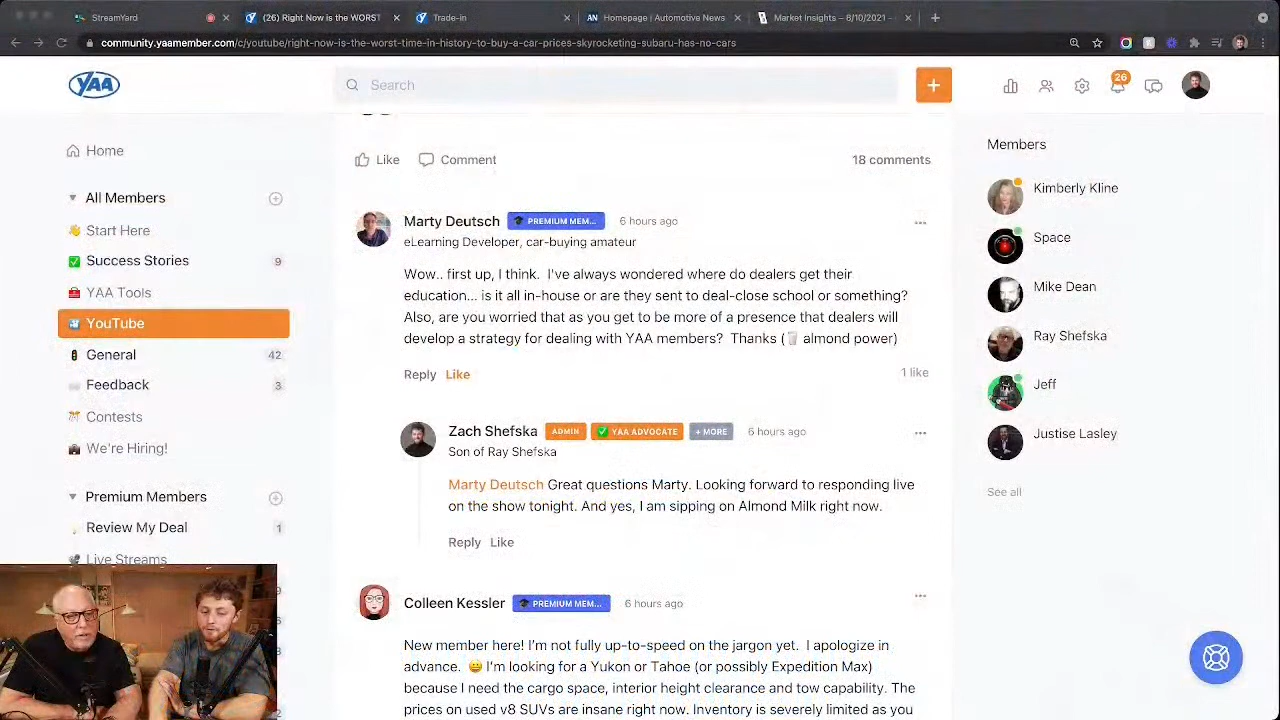 StreamYard
(26) Right Now is the WORST
Trade-in
AN Homepage | Automotive News
Market Insights – 6/10/2021 –
community.yaamember.com/c/youtube/right-now-is-the-worst-time-in-history-to-buy-a-car-prices-skyrocketing-subaru-has-no-cars
YAA
Search
26
Home
All Members
Start Here
Success Stories 9
YAA Tools
YouTube
General 42
Feedback 3
Contests
We're Hiring!
Premium Members
Review My Deal 1
Live Streams
Like Comment 18 comments
Marty Deutsch PREMIUM MEM... 6 hours ago
eLearning Developer, car-buying amateur
Wow.. first up, I think. I've always wondered where do dealers get their
education... is it all in-house or are they sent to deal-close school or something?
Also, are you worried that as you get to be more of a presence that dealers will
develop a strategy for dealing with YAA members? Thanks (🥛 almond power)
Reply Like 1 like
Zach Shefska ADMIN ✅ YAA ADVOCATE + MORE 6 hours ago
Son of Ray Shefska
Marty Deutsch Great questions Marty. Looking forward to responding live
on the show tonight. And yes, I am sipping on Almond Milk right now.
Reply Like
Colleen Kessler PREMIUM MEM... 6 hours ago
New member here! I'm not fully up-to-speed on the jargon yet. I apologize in
advance. 😀 I'm looking for a Yukon or Tahoe (or possibly Expedition Max)
because I need the cargo space, interior height clearance and tow capability. The
prices on used v8 SUVs are insane right now. Inventory is severely limited as you
Members
Kimberly Kline
Space
Mike Dean
Ray Shefska
Jeff
Justise Lasley
See all